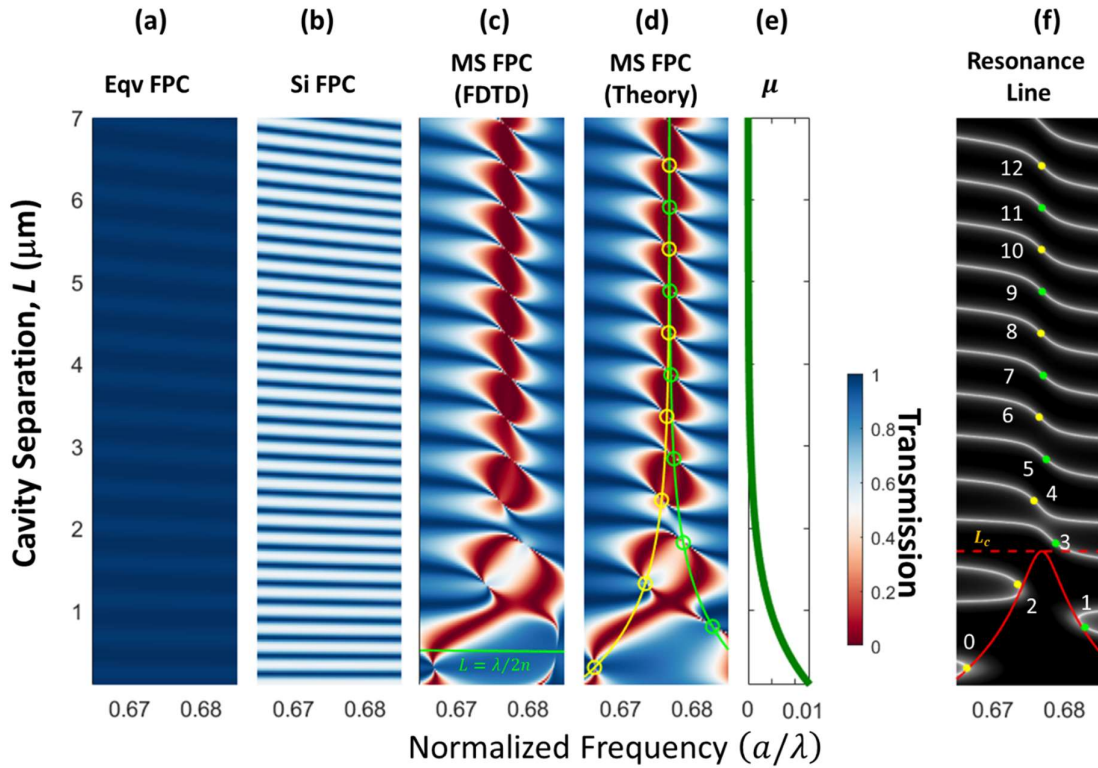 (a)
(b)
(c)
(d)
(e)
(f)
Eqv FPC
Si FPC
MS FPC
(FDTD)
MS FPC
(Theory)
μ
Resonance
Line
Cavity Separation, L (μm)
7
6
5
4
3
2
1
L = λ/2n
1
0.8
0.6
0.4
0.2
0
Transmission
12
11
10
9
8
7
6
5
4
3
L_c
2
1
0
0.67 0.68
0.67 0.68
0.67 0.68
0.67 0.68
0 0.01
0.67 0.68
Normalized Frequency (a/λ)